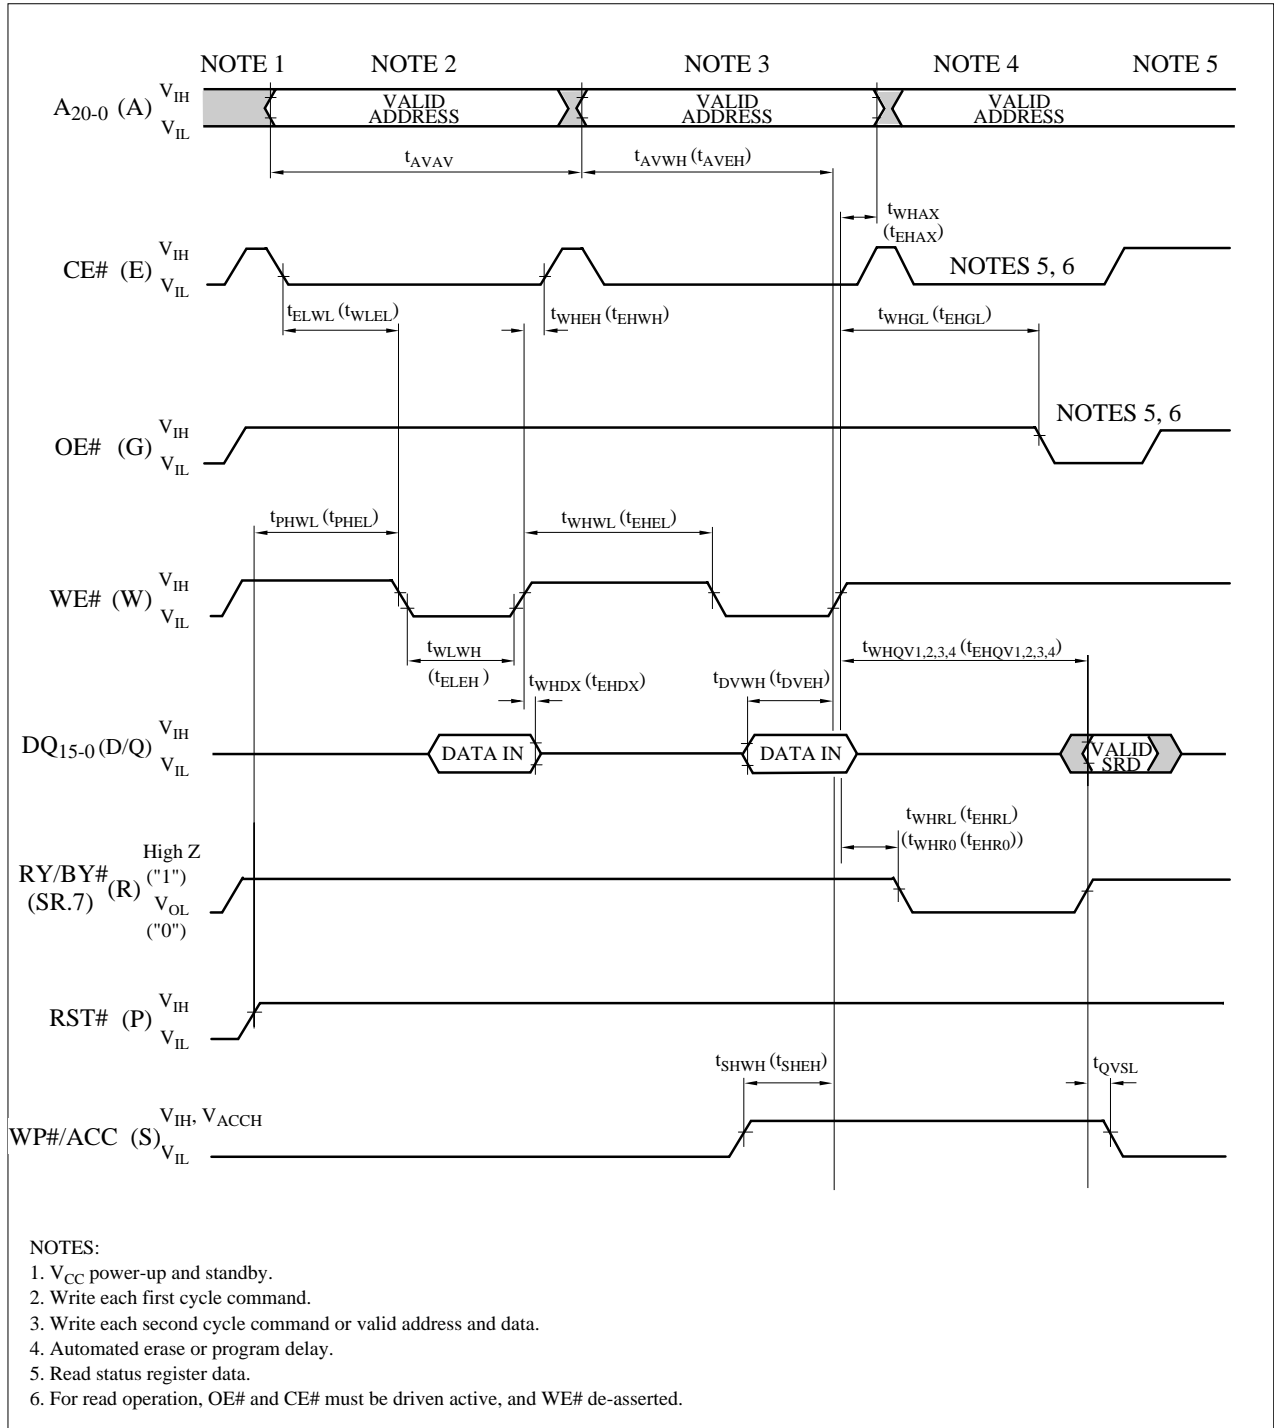 NOTE 1 NOTE 2 NOTE 3 NOTE 4 NOTE 5
A20-0 (A) VIH VIL
VALID ADDRESS
VALID ADDRESS
VALID ADDRESS
tAVAV
tAVWH (tAVEH)
tWHAX
(tEHAX)
CE# (E) VIH VIL
NOTES 5, 6
tELWL (tWLEL)
tWHEH (tEHWH)
tWHGL (tEHGL)
OE# (G) VIH VIL
NOTES 5, 6
tPHWL (tPHEL)
tWHWL (tEHEL)
WE# (W) VIH VIL
tWLWH
(tELEH )
tWHDX (tEHDX)
tDVWH (tDVEH)
tWHQV1,2,3,4 (tEHQV1,2,3,4)
DQ15-0 (D/Q) VIH VIL
DATA IN
DATA IN
VALID SRD
tWHRL (tEHRL)
(tWHR0 (tEHR0))
RY/BY# (R)
(SR.7)
High Z
("1")
VOL
("0")
RST# (P) VIH VIL
tSHWH (tSHEH)
tQVSL
WP#/ACC (S) VIH, VACCH VIL
NOTES:
1. VCC power-up and standby.
2. Write each first cycle command.
3. Write each second cycle command or valid address and data.
4. Automated erase or program delay.
5. Read status register data.
6. For read operation, OE# and CE# must be driven active, and WE# de-asserted.